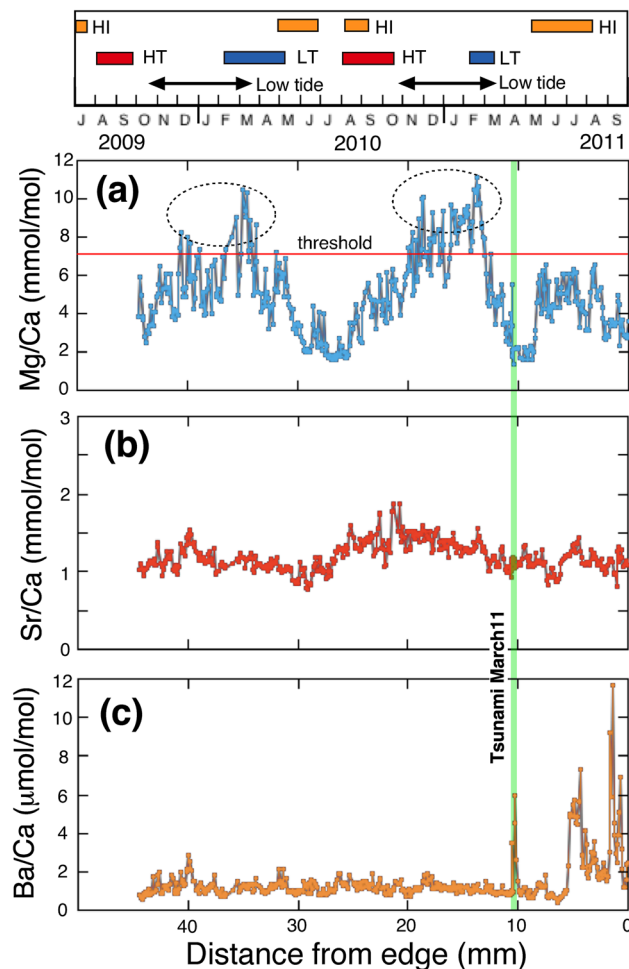 HI HI HI HI
HT LT HT LT
Low tide Low tide
J A S O N D J F M A M J J A S O N D J F M A M J J A S
2009 2010 2011
12
10
8
6
4
2
0
(a)
threshold
Mg/Ca (mmol/mol)
3
2
1
0
(b)
Sr/Ca (mmol/mol)
Tsunami March11
12
10
8
6
4
2
0
(c)
Ba/Ca (μmol/mol)
40 30 20 10 0
Distance from edge (mm)